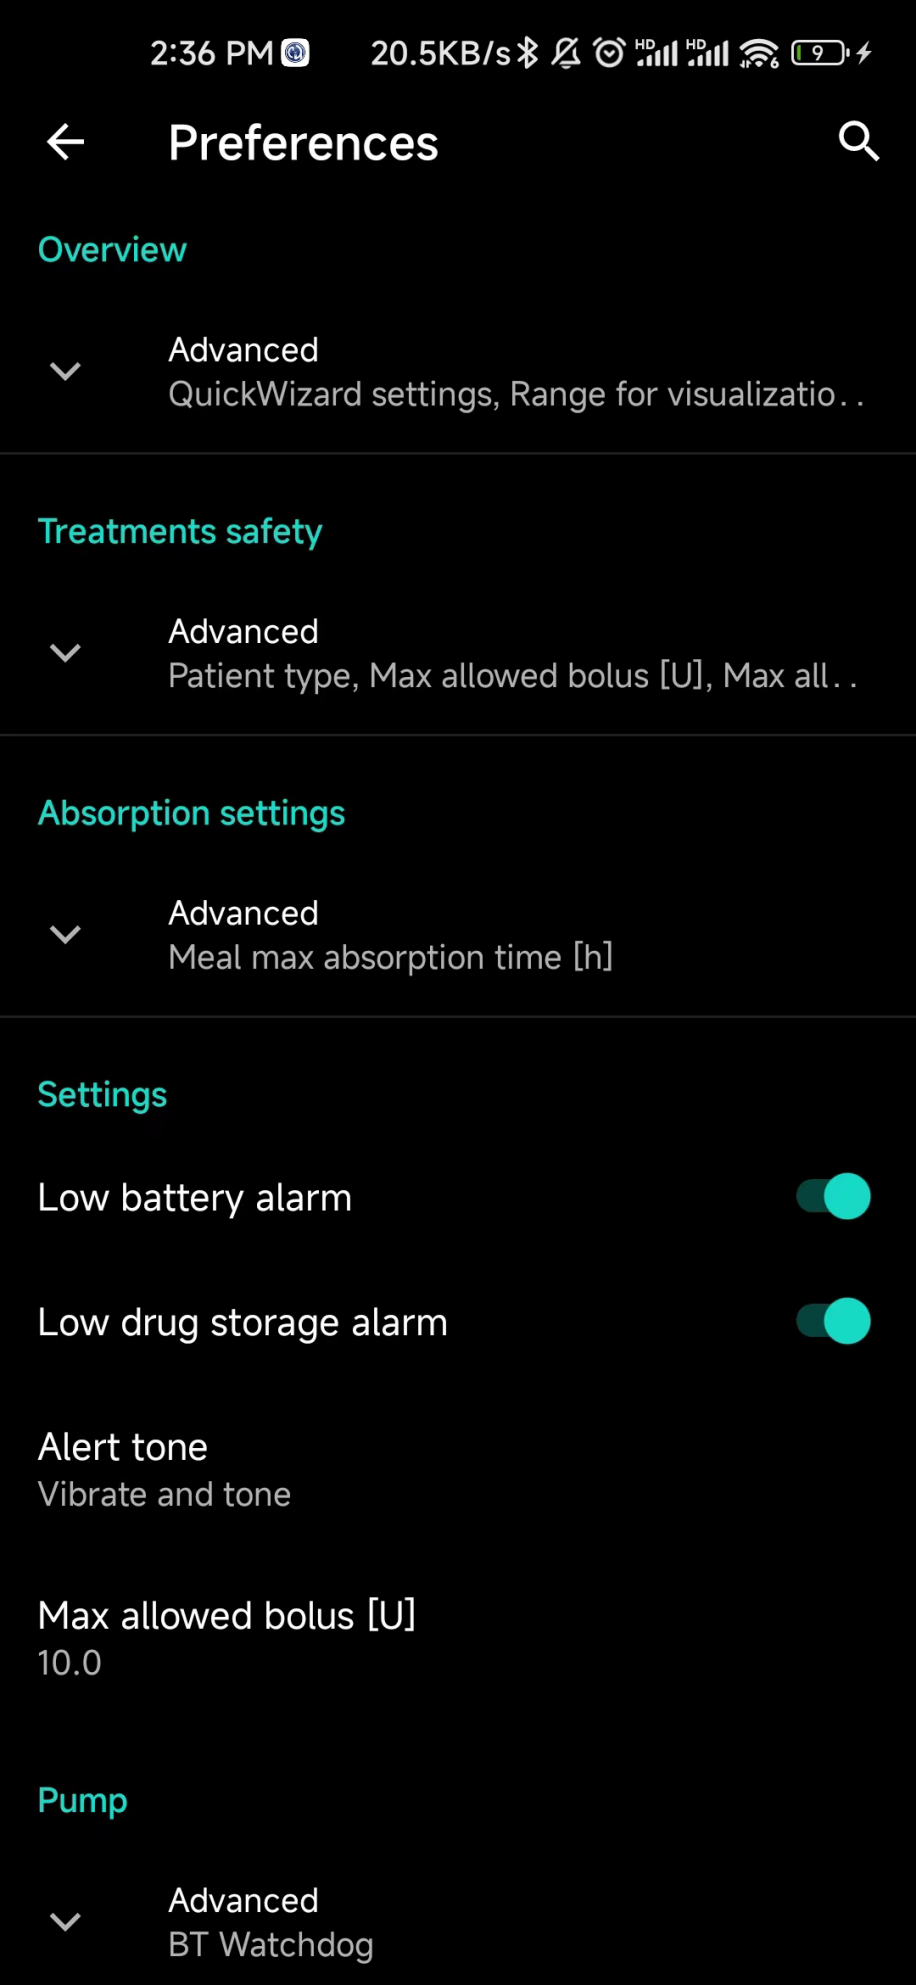 2:36 PM 20.5KB/s HD HD 6 9
Preferences
Overview
Advanced
QuickWizard settings, Range for visualizatio..
Treatments safety
Advanced
Patient type, Max allowed bolus [U], Max all..
Absorption settings
Advanced
Meal max absorption time [h]
Settings
Low battery alarm
Low drug storage alarm
Alert tone
Vibrate and tone
Max allowed bolus [U]
10.0
Pump
Advanced
BT Watchdog